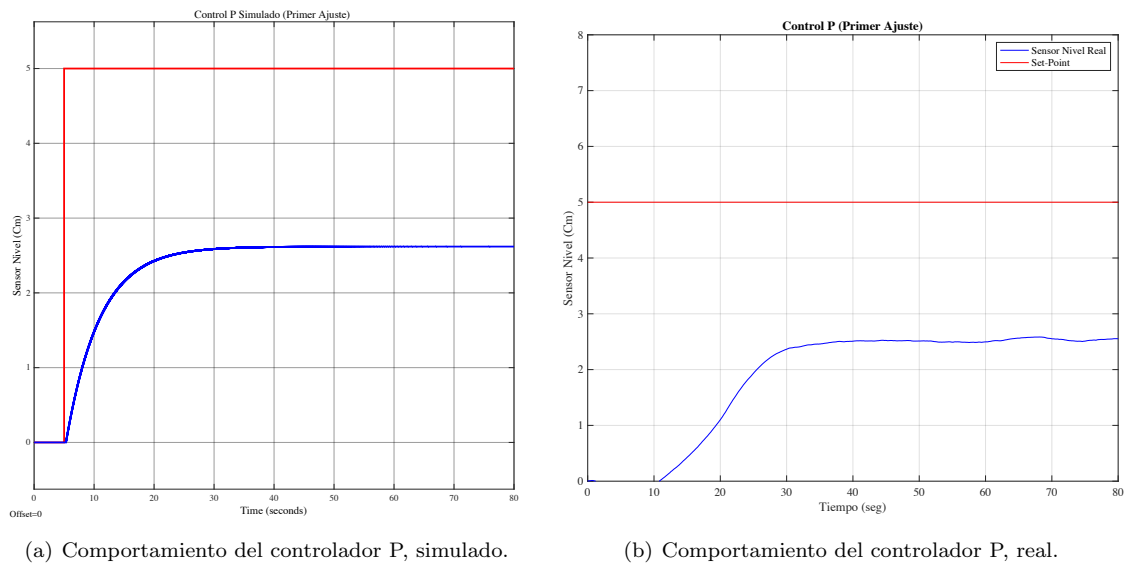 Control P Simulado (Primer Ajuste)
5
4
3
2
1
0
Sensor Nivel (Cm)
0 10 20 30 40 50 60 70 80
Time (seconds)
Offset=0
(a) Comportamiento del controlador P, simulado.
Control P (Primer Ajuste)
Sensor Nivel Real
Set-Point
8
7
6
5
4
3
2
1
0
Sensor Nivel (Cm)
0 10 20 30 40 50 60 70 80
Tiempo (seg)
(b) Comportamiento del controlador P, real.